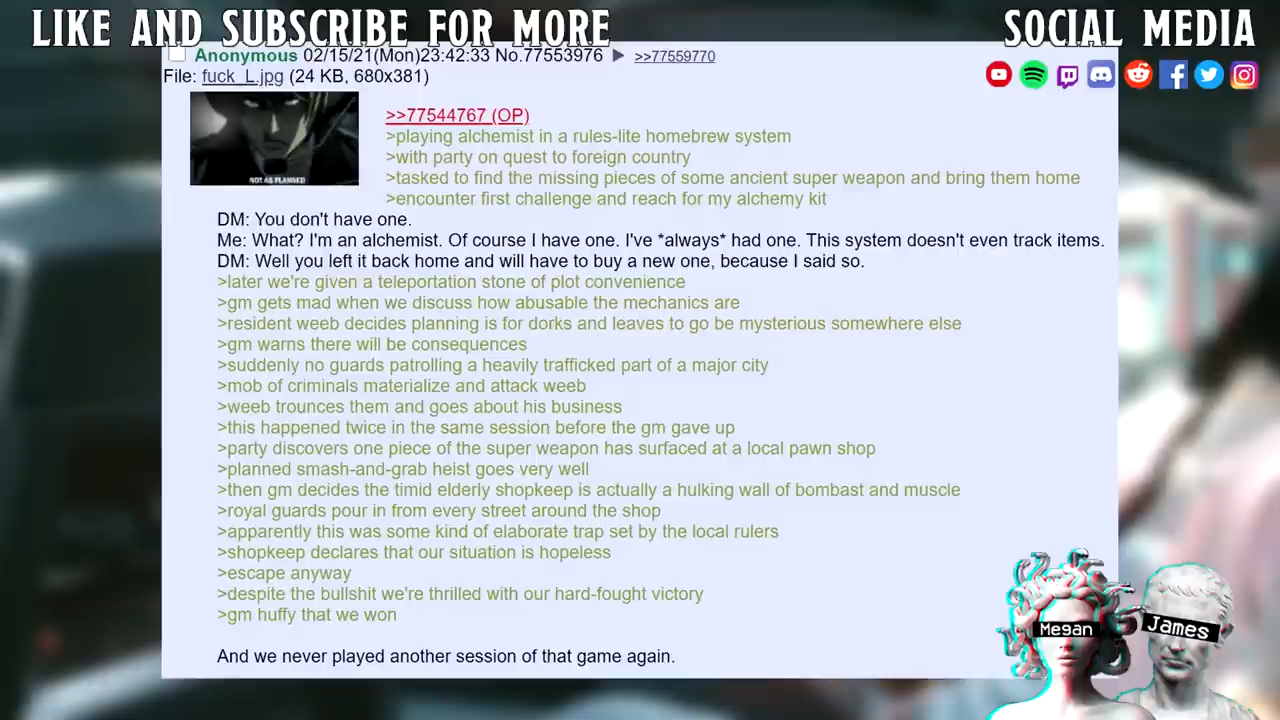 LIKE AND SUBSCRIBE FOR MORE
SOCIAL MEDIA
Anonymous 02/15/21(Mon)23:42:33 No.77553976 ▶ >>77559770
File: fuck_L.jpg (24 KB, 680x381)
NOT AS PLANNED
>>77544767 (OP)
>playing alchemist in a rules-lite homebrew system
>with party on quest to foreign country
>tasked to find the missing pieces of some ancient super weapon and bring them home
>encounter first challenge and reach for my alchemy kit
DM: You don't have one.
Me: What? I'm an alchemist. Of course I have one. I've *always* had one. This system doesn't even track items.
DM: Well you left it back home and will have to buy a new one, because I said so.
>later we're given a teleportation stone of plot convenience
>gm gets mad when we discuss how abusable the mechanics are
>resident weeb decides planning is for dorks and leaves to go be mysterious somewhere else
>gm warns there will be consequences
>suddenly no guards patrolling a heavily trafficked part of a major city
>mob of criminals materialize and attack weeb
>weeb trounces them and goes about his business
>this happened twice in the same session before the gm gave up
>party discovers one piece of the super weapon has surfaced at a local pawn shop
>planned smash-and-grab heist goes very well
>then gm decides the timid elderly shopkeep is actually a hulking wall of bombast and muscle
>royal guards pour in from every street around the shop
>apparently this was some kind of elaborate trap set by the local rulers
>shopkeep declares that our situation is hopeless
>escape anyway
>despite the bullshit we're thrilled with our hard-fought victory
>gm huffy that we won
And we never played another session of that game again.
Megan
James